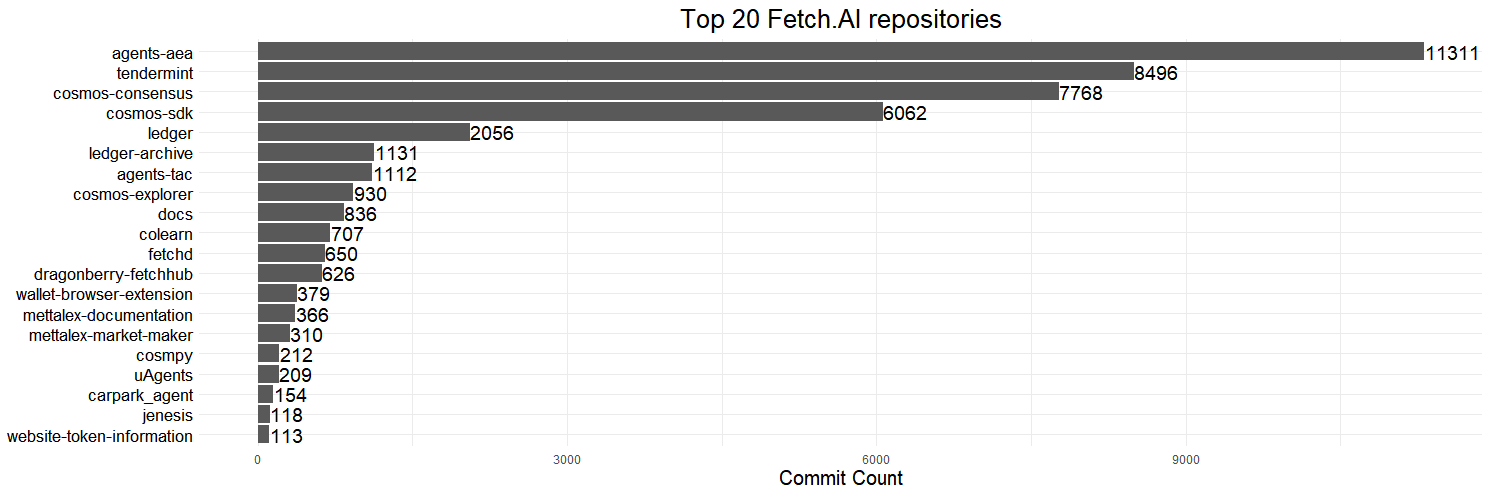 Top 20 Fetch.AI repositories
agents-aea 11311
tendermint 8496
cosmos-consensus 7768
cosmos-sdk 6062
ledger 2056
ledger-archive 1131
agents-tac 1112
cosmos-explorer 930
docs 836
colearn 707
fetchd 650
dragonberry-fetchhub 626
wallet-browser-extension 379
mettalex-documentation 366
mettalex-market-maker 310
cosmpy 212
uAgents 209
carpark_agent 154
jenesis 118
website-token-information 113
0 3000 6000 9000
Commit Count